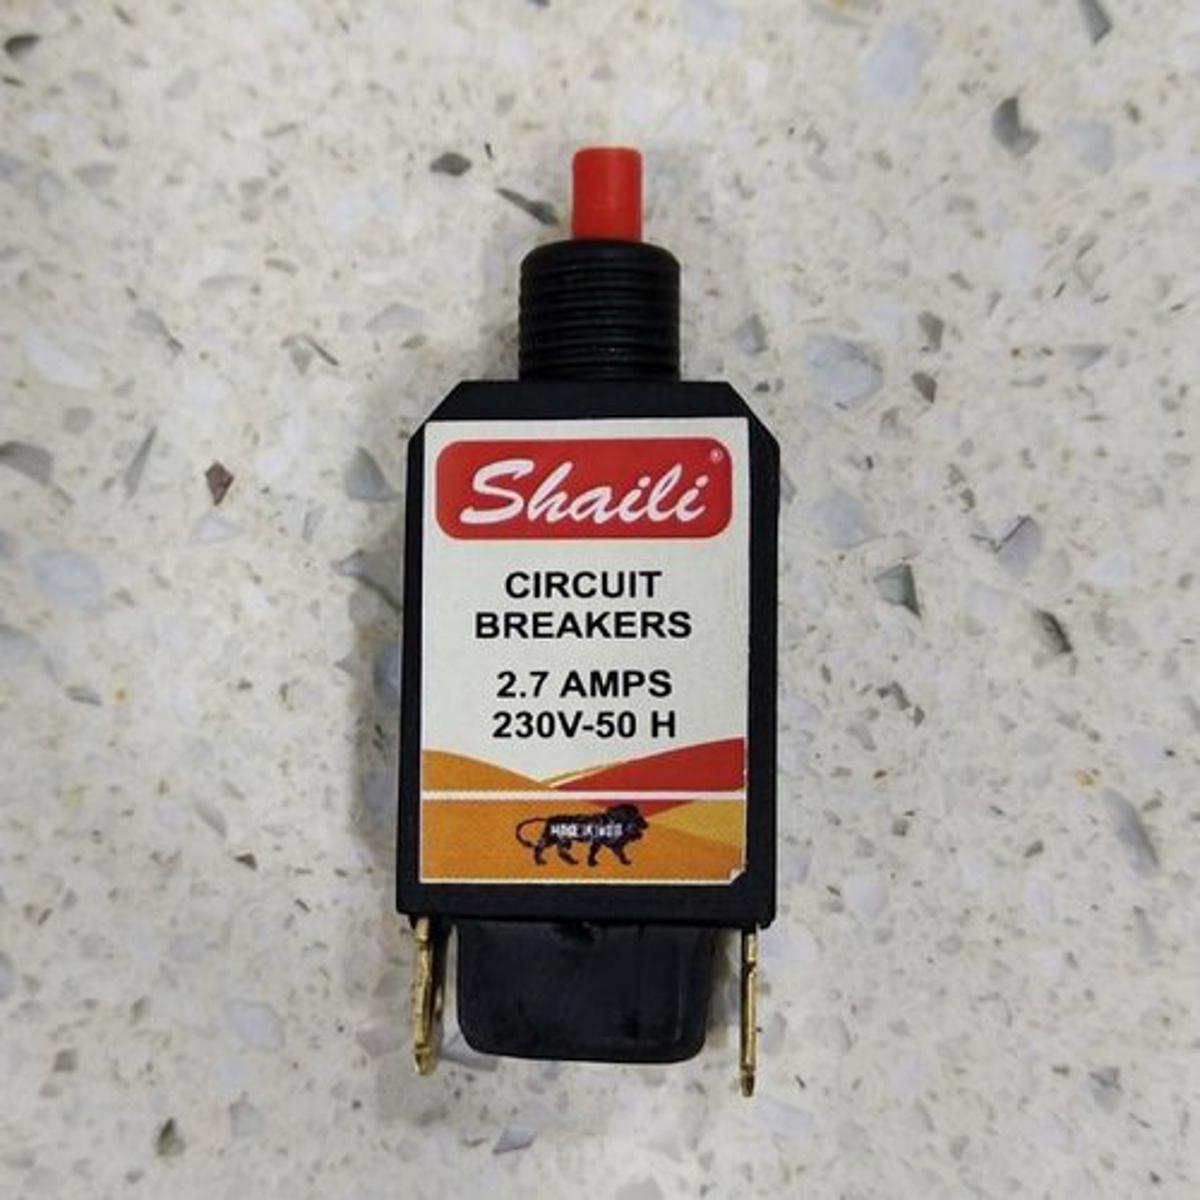 Shaili®
CIRCUIT
BREAKERS
2.7 AMPS
230V-50 H